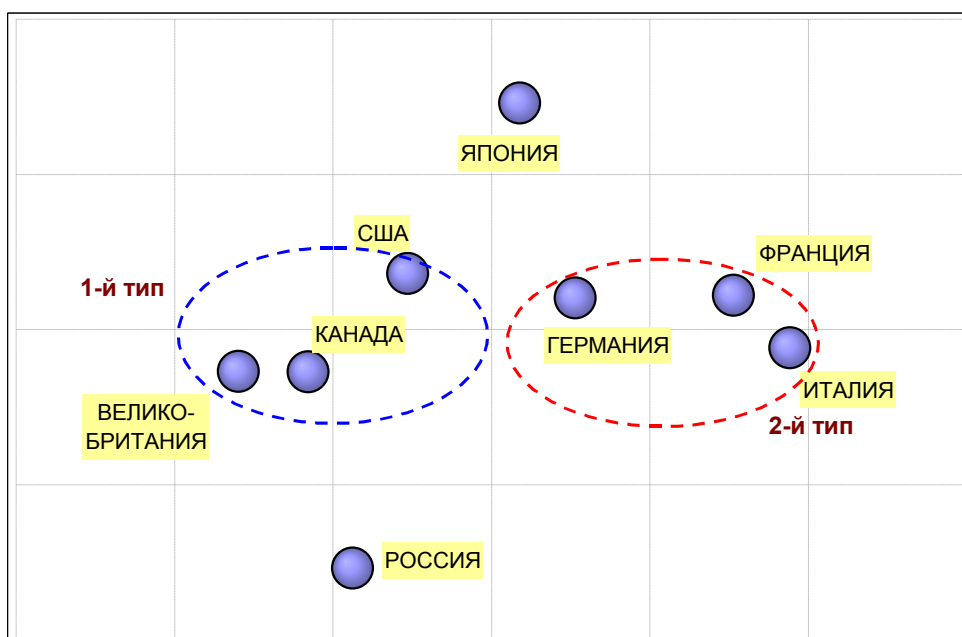 ЯПОНИЯ
США
ФРАНЦИЯ
1-й тип
КАНАДА
ГЕРМАНИЯ
ИТАЛИЯ
ВЕЛИКО-
БРИТАНИЯ
2-й тип
РОССИЯ